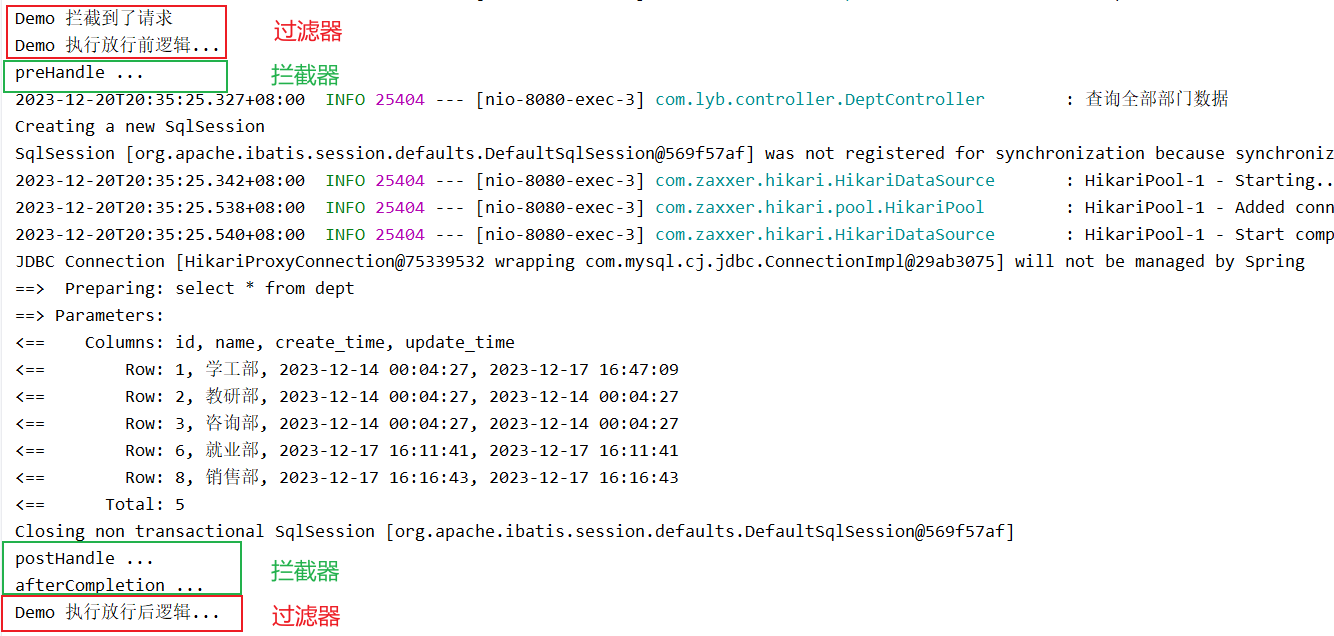 Demo 拦截到了请求
过滤器
Demo 执行放行前逻辑...
preHandle ...
拦截器
2023-12-20T20:35:25.327+08:00  INFO 25404 --- [nio-8080-exec-3] com.lyb.controller.DeptController        : 查询全部部门数据
Creating a new SqlSession
SqlSession [org.apache.ibatis.session.defaults.DefaultSqlSession@569f57af] was not registered for synchronization because synchroniz
2023-12-20T20:35:25.342+08:00  INFO 25404 --- [nio-8080-exec-3] com.zaxxer.hikari.HikariDataSource       : HikariPool-1 - Starting..
2023-12-20T20:35:25.538+08:00  INFO 25404 --- [nio-8080-exec-3] com.zaxxer.hikari.pool.HikariPool        : HikariPool-1 - Added conn
2023-12-20T20:35:25.540+08:00  INFO 25404 --- [nio-8080-exec-3] com.zaxxer.hikari.HikariDataSource       : HikariPool-1 - Start comp
JDBC Connection [HikariProxyConnection@75339532 wrapping com.mysql.cj.jdbc.ConnectionImpl@29ab3075] will not be managed by Spring
==>  Preparing: select * from dept
==> Parameters:
<==    Columns: id, name, create_time, update_time
<==        Row: 1, 学工部, 2023-12-14 00:04:27, 2023-12-17 16:47:09
<==        Row: 2, 教研部, 2023-12-14 00:04:27, 2023-12-14 00:04:27
<==        Row: 3, 咨询部, 2023-12-14 00:04:27, 2023-12-14 00:04:27
<==        Row: 6, 就业部, 2023-12-17 16:11:41, 2023-12-17 16:11:41
<==        Row: 8, 销售部, 2023-12-17 16:16:43, 2023-12-17 16:16:43
<==      Total: 5
Closing non transactional SqlSession [org.apache.ibatis.session.defaults.DefaultSqlSession@569f57af]
postHandle ...
拦截器
afterCompletion ...
Demo 执行放行后逻辑...
过滤器